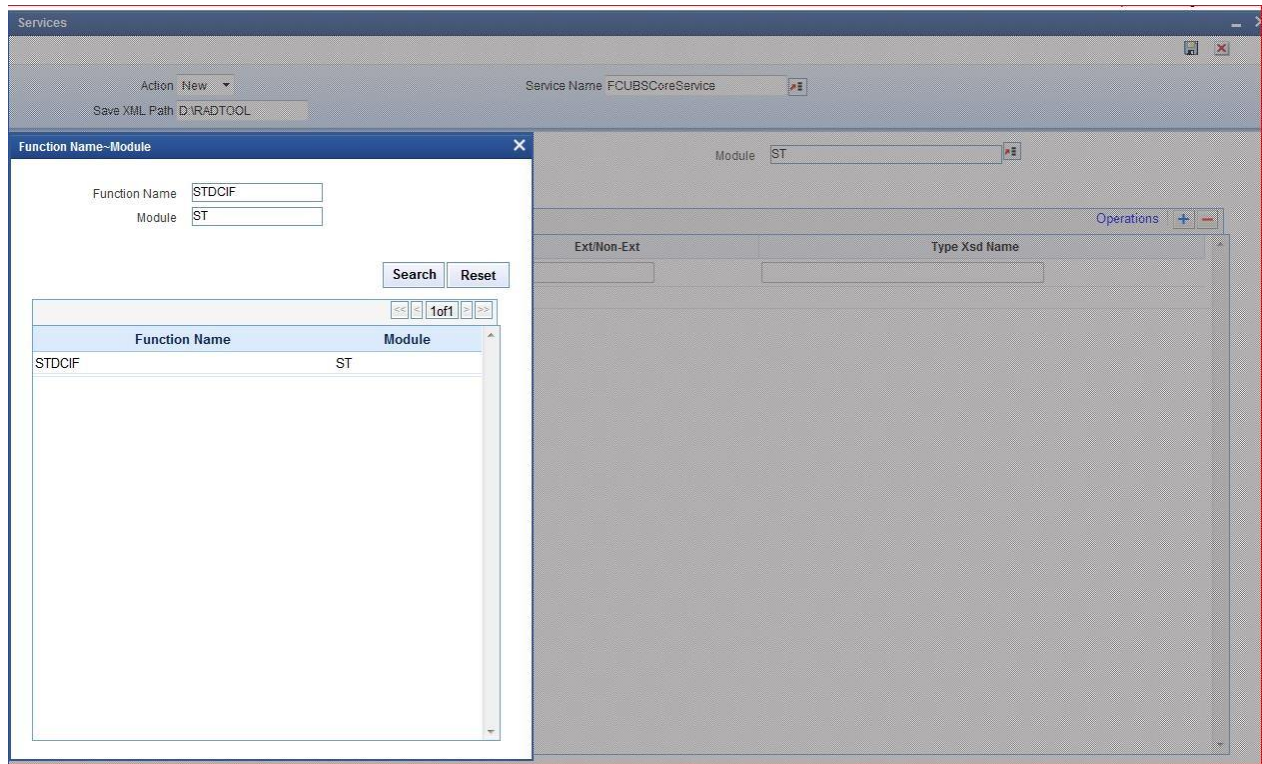 Services
Action New Service Name FCUBSCoreService
Save XML Path D:\RADTOOL
Function Name~Module
Module ST
Function Name STDCIF
Module ST
Operations
Ext/Non-Ext Type Xsd Name
Search Reset
<< < 1of1 > >>
Function Name Module
STDCIF ST